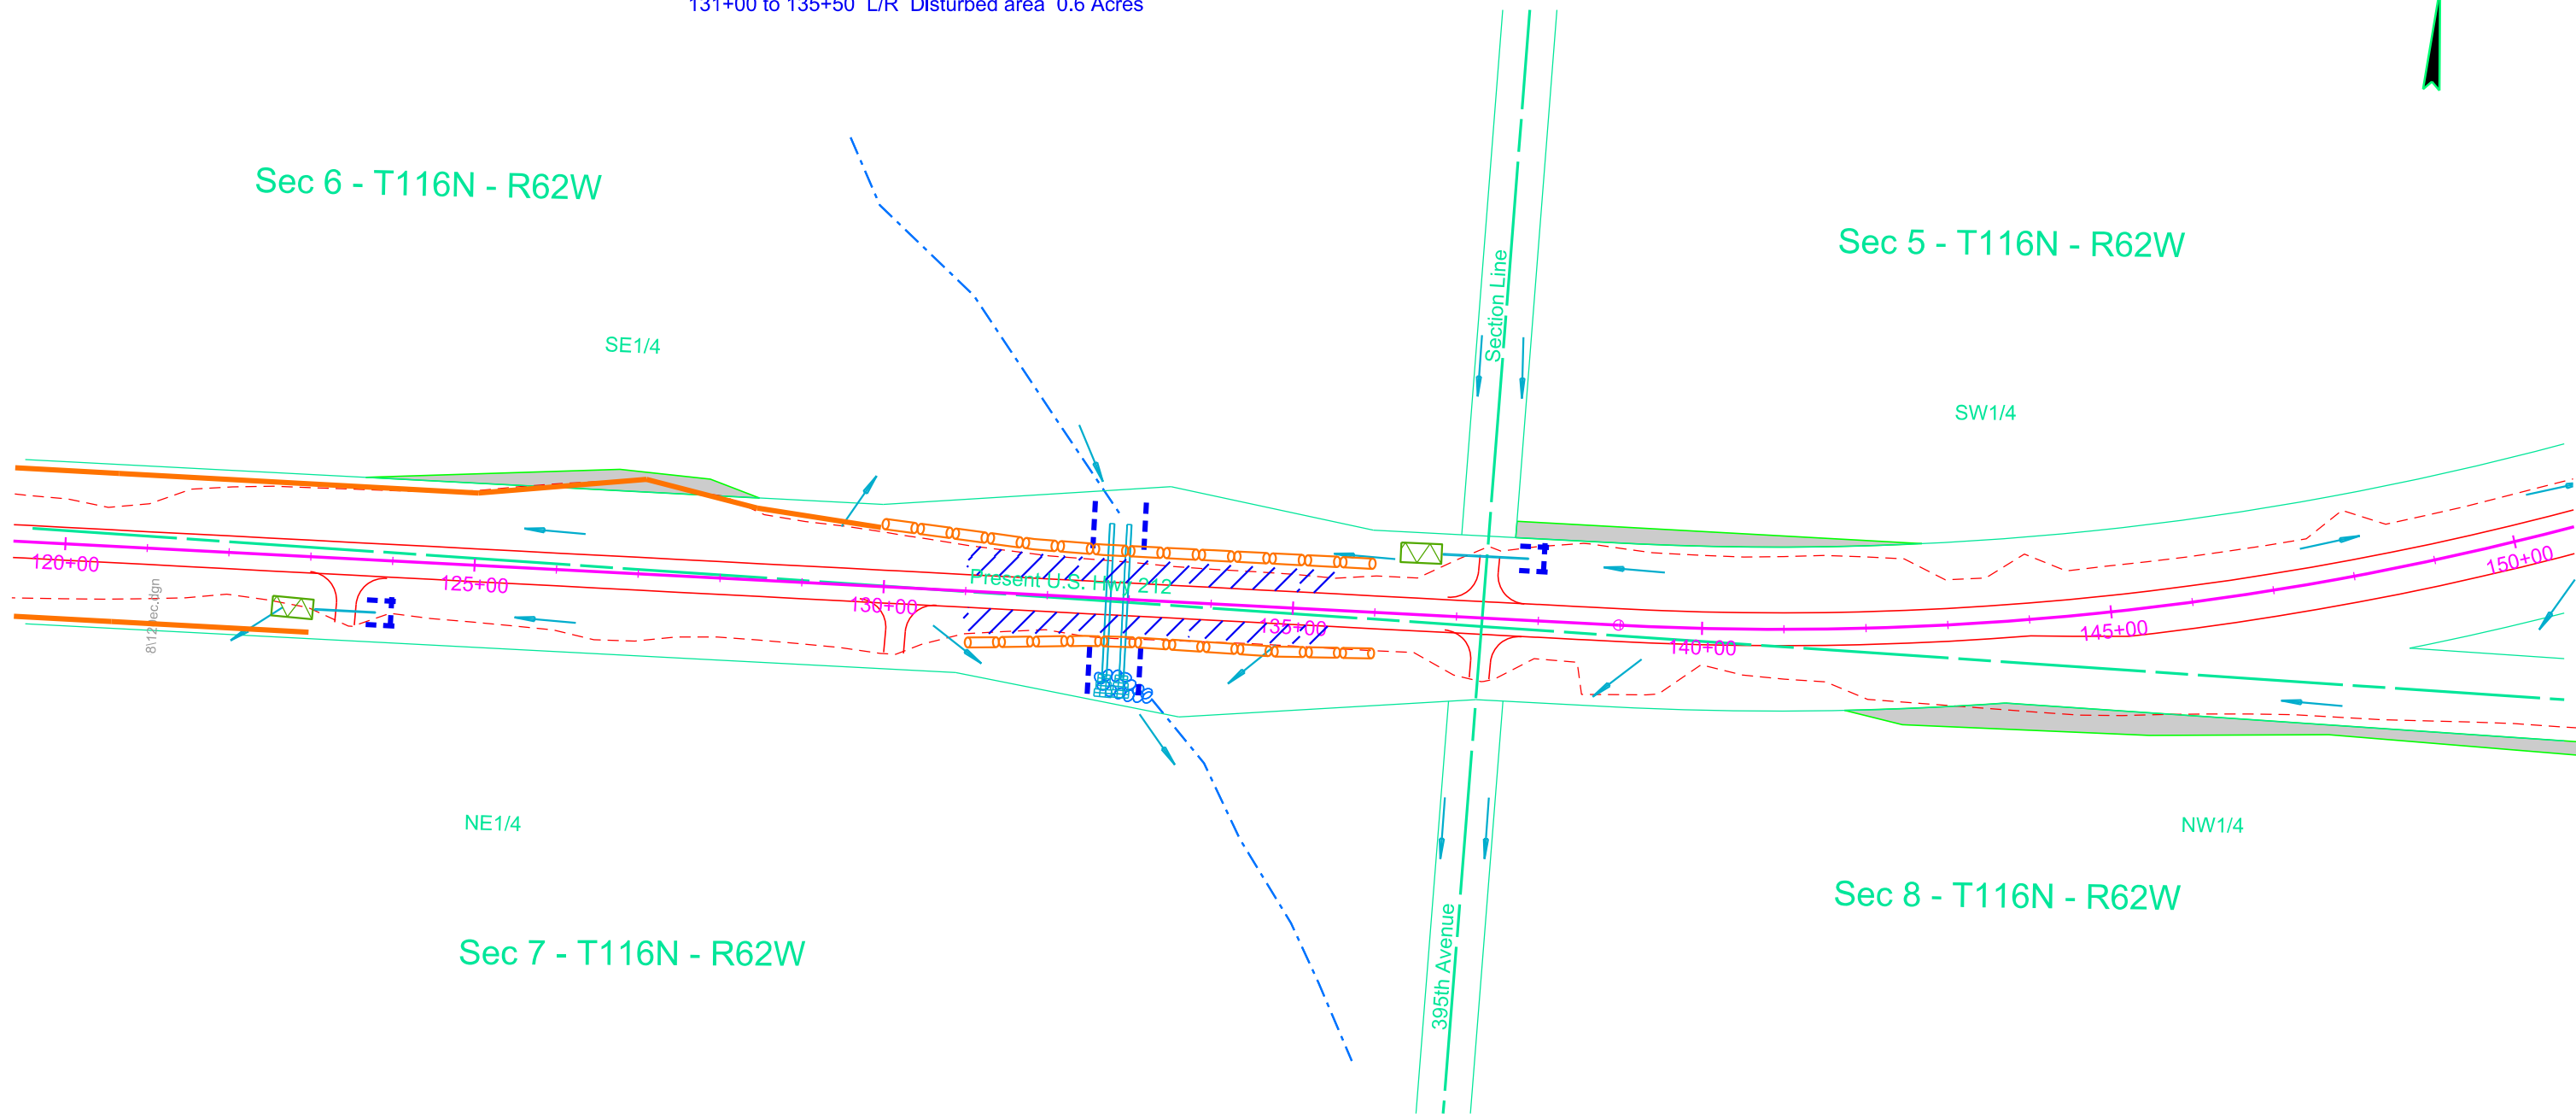 131+00 to 135+50 L/R Disturbed area 0.6 Acres
Sec 6 - T116N - R62W
Sec 5 - T116N - R62W
Section Line
SE1/4
SW1/4
120+00
125+00
130+00
Present U.S. Hwy 212
135+00
140+00
145+00
150+00
NE1/4
NW1/4
Sec 7 - T116N - R62W
Sec 8 - T116N - R62W
395th Avenue